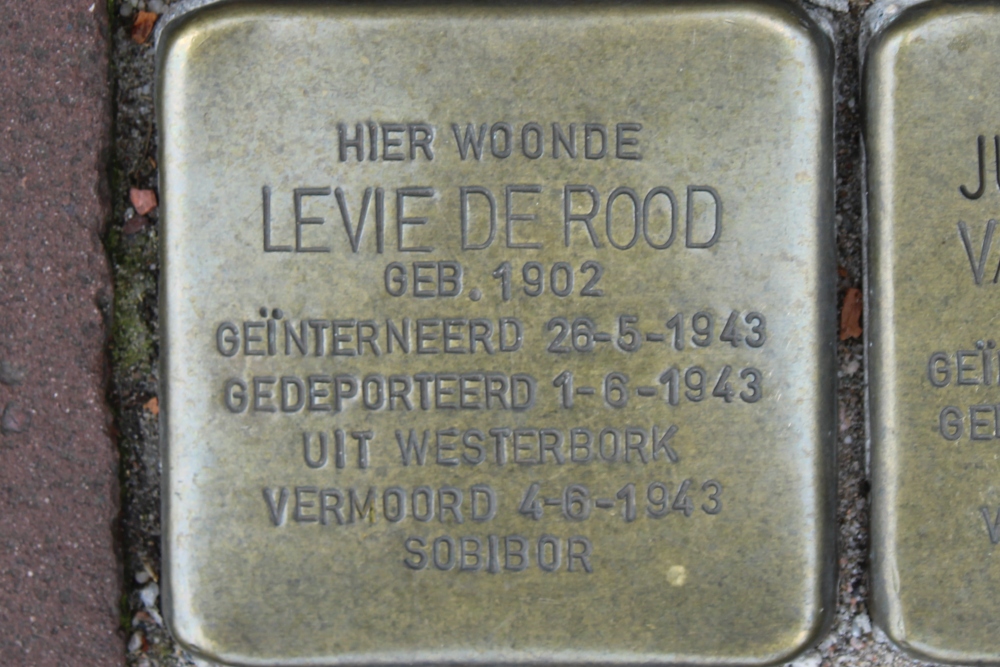 HIER WOONDE
LEVIE DE ROOD
GEB. 1902
GEÏNTERNEERD 26-5-1943
GEDEPORTEERD 1-6-1943
UIT WESTERBORK
VERMOORD 4-6-1943
SOBIBOR